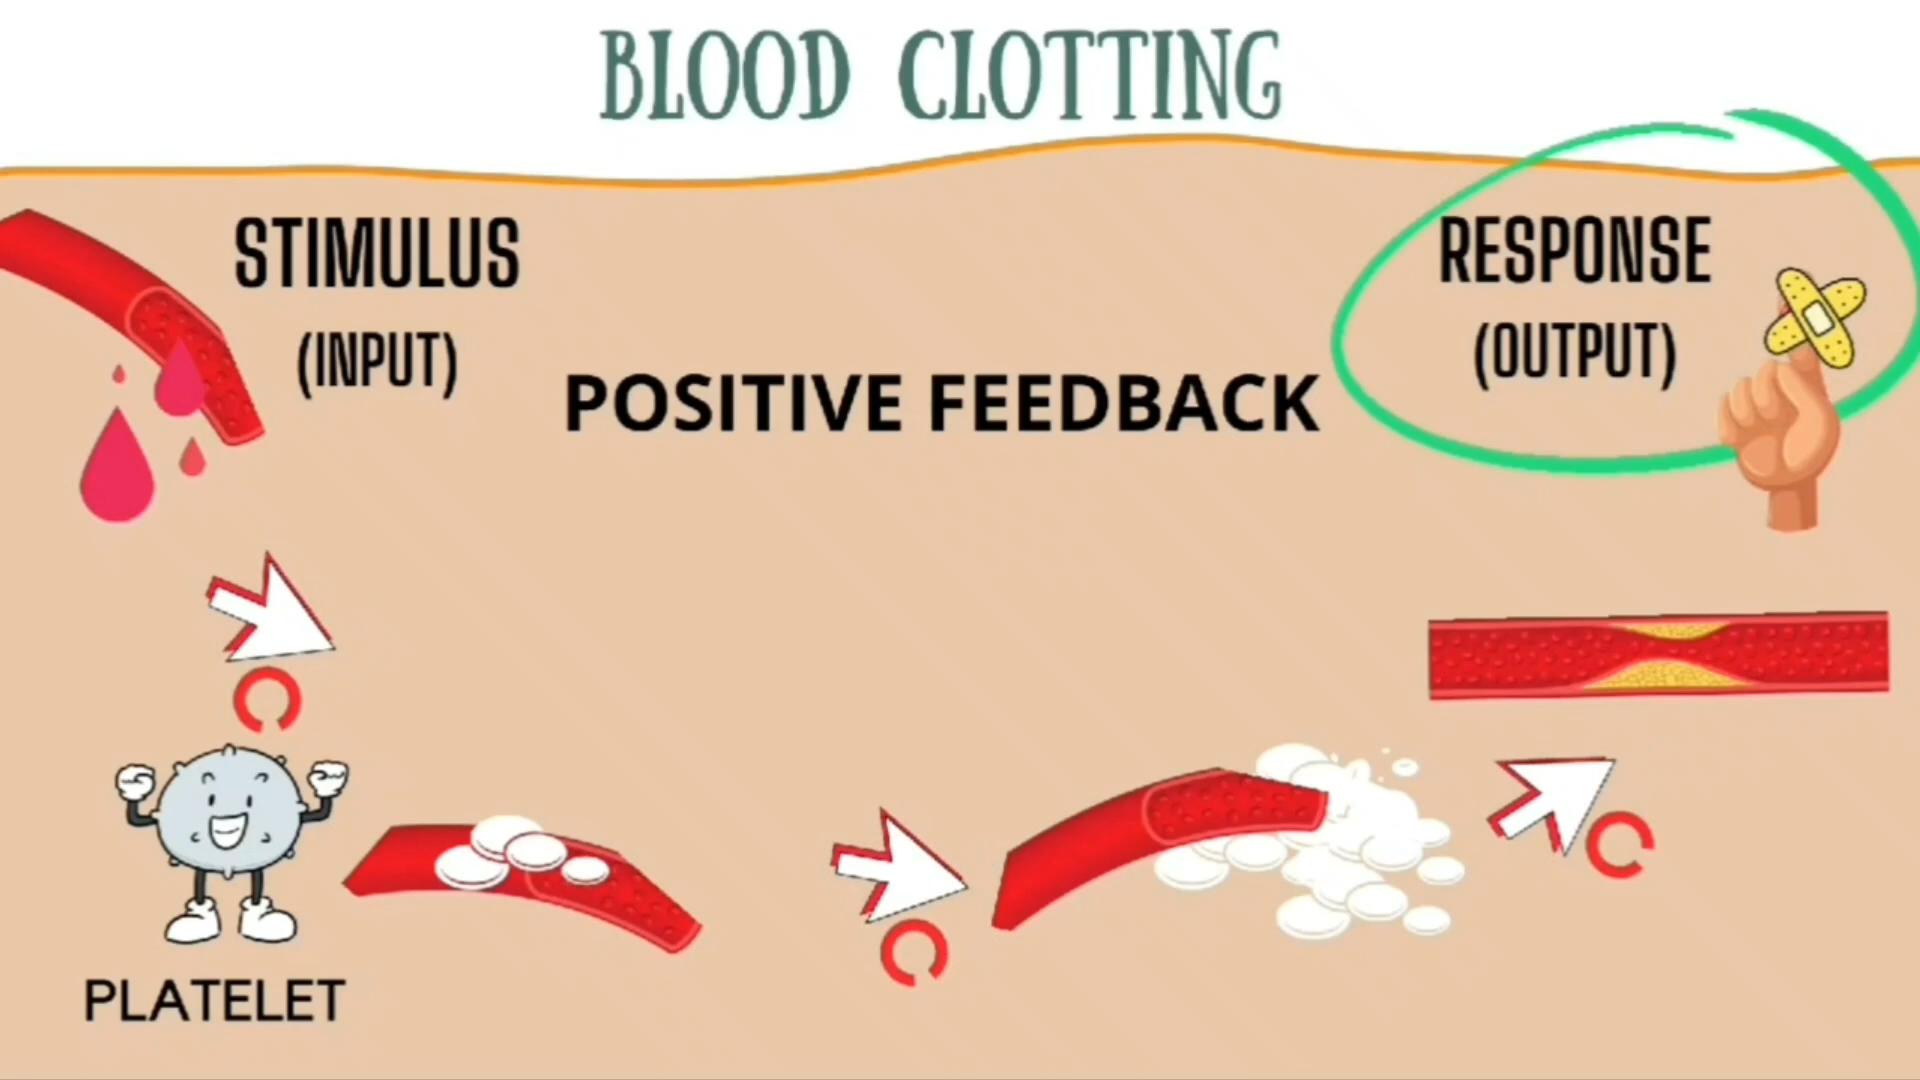 BLOOD CLOTTING
STIMULUS
(INPUT)
RESPONSE
(OUTPUT)
POSITIVE FEEDBACK
PLATELET